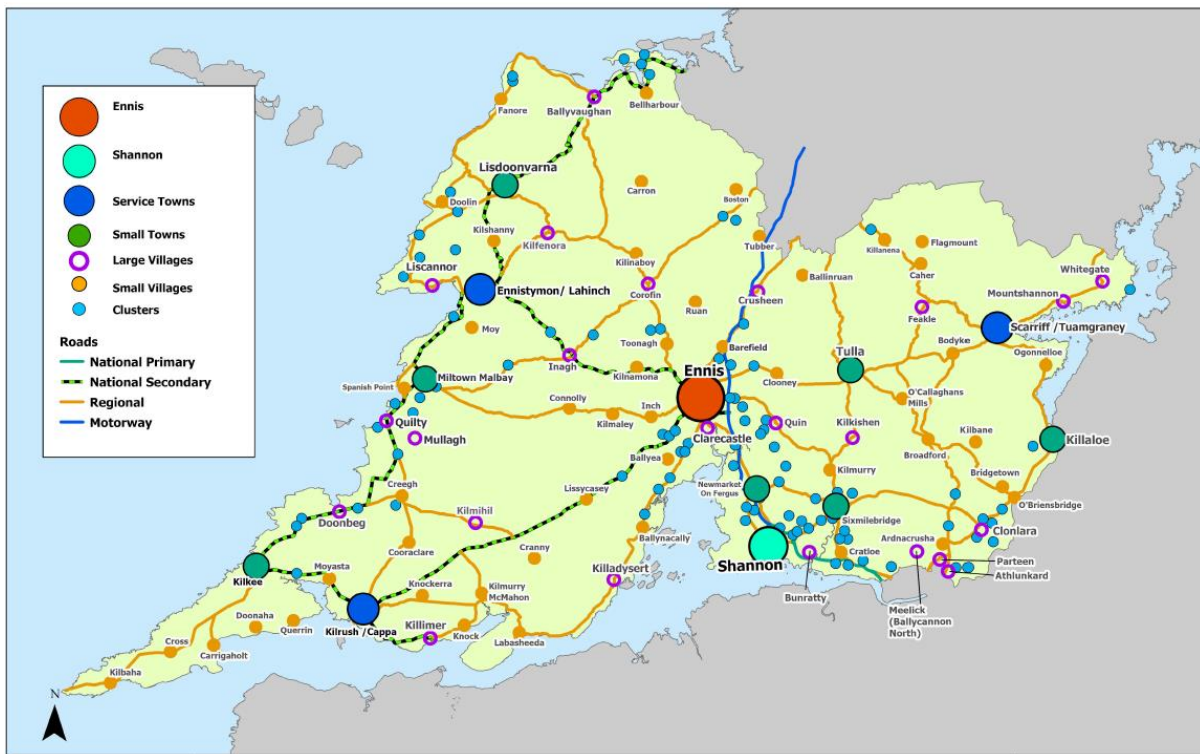 Ennis
Shannon
Service Towns
Small Towns
Large Villages
Small Villages
Clusters
Roads
National Primary
National Secondary
Regional
Motorway
Fanore
Ballyvaughan
Bellharbour
Lisdoonvarna
Doolin
Carron
Boston
Kilshanny
Kilfenora
Tubber
Killanena
Flagmount
Kilinaboy
Liscannor
Ennistymon/ Lahinch
Corofin
Crusheen
Ballinruan
Caher
Whitegate
Mountshannon
Moy
Ruan
Feakle
Scarriff /Tuamgraney
Toonagh
Barefield
Bodyke
Ogonnelloe
Inagh
Kilnamona
Ennis
Clooney
Tulla
Spanish Point
Miltown Malbay
Connolly
Inch
Kilmaley
O'Callaghans
Mills
Quilty
Mullagh
Clarecastle
Quin
Kilkishen
Kilbane
Killaloe
Ballyea
Broadford
Bridgetown
Kilmurry
Creegh
Lissycasey
Newmarket
On Fergus
O'Briensbridge
Doonbeg
Kilmihil
Sixmilebridge
Clonlara
Ballynacally
Ardnacrusha
Cooraclare
Cranny
Cratloe
Shannon
Parteen
Athlunkard
Kilkee
Moyasta
Knockerra
Kilmurry
McMahon
Killadysert
Bunratty
Meelick
(Ballycannon
North)
Doonaha
Querrin
Kilrush /Cappa
Killimer
Knock
Labasheeda
Cross
Carrigaholt
Kilbaha
N